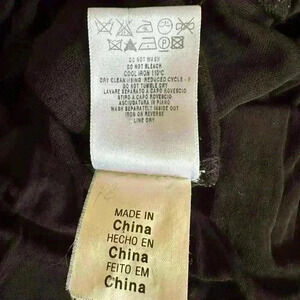 DO NOT WASH
DO NOT BLEACH
COOL IRON 110°C
DRY CLEAN USING REDUCED CYCLE - P
DO NOT TUMBLE DRY
LAVARE SEPARATO A CAPO ROVESCIO
STIRO A CAPO ROVESCIO
ASCIUGATURA IN PIANO
WASH SEPARATELY INSIDE OUT
IRON ON REVERSE
LINE DRY
MADE IN
China
HECHO EN
China
FEITO EM
China